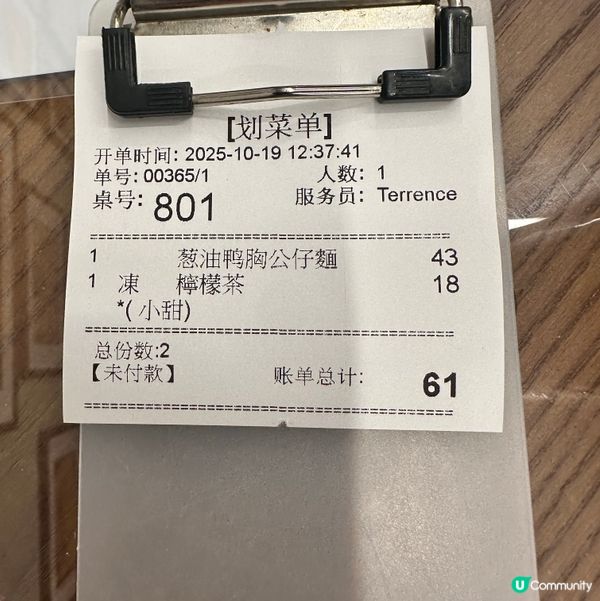 [划菜单]
开单时间: 2025-10-19 12:37:41
单号: 00365/1 人数: 1
桌号: 801 服务员: Terrence
1 葱油鸭胸公仔麵 43
1 凍 檸檬茶 18
*(小甜)
总份数:2
【未付款】 账单总计: 61
U Community